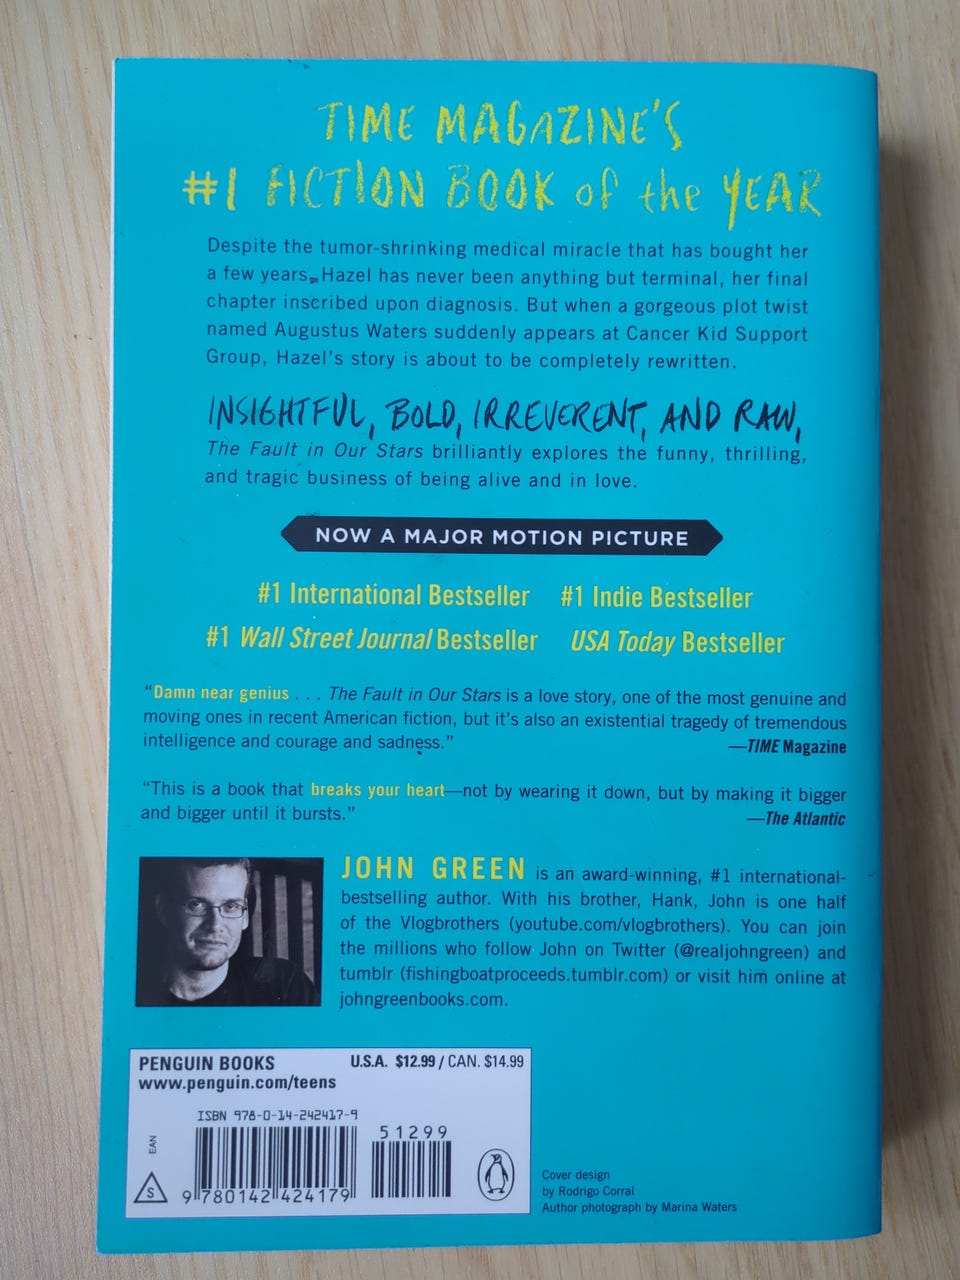 TIME MAGAZINE'S
#1 FICTION BOOK of the YEAR
Despite the tumor-shrinking medical miracle that has bought her
a few years, Hazel has never been anything but terminal, her final
chapter inscribed upon diagnosis. But when a gorgeous plot twist
named Augustus Waters suddenly appears at Cancer Kid Support
Group, Hazel's story is about to be completely rewritten.
INSIGHTFUL, BOLD, IRREVERENT, AND RAW,
The Fault in Our Stars brilliantly explores the funny, thrilling,
and tragic business of being alive and in love.
NOW A MAJOR MOTION PICTURE
#1 International Bestseller #1 Indie Bestseller
#1 Wall Street Journal Bestseller USA Today Bestseller
"Damn near genius . . . The Fault in Our Stars is a love story, one of the most genuine and
moving ones in recent American fiction, but it's also an existential tragedy of tremendous
intelligence and courage and sadness." —TIME Magazine
"This is a book that breaks your heart—not by wearing it down, but by making it bigger
and bigger until it bursts." —The Atlantic
JOHN GREEN is an award-winning, #1 international-
bestselling author. With his brother, Hank, John is one half
of the Vlogbrothers (youtube.com/vlogbrothers). You can join
the millions who follow John on Twitter (@realjohngreen) and
tumblr (fishingboatproceeds.tumblr.com) or visit him online at
johngreenbooks.com.
PENGUIN BOOKS U.S.A. $12.99 / CAN. $14.99
www.penguin.com/teens
ISBN 978-0-14-242417-9
51299
EAN
S
9 780142 424179
Cover design
by Rodrigo Corral
Author photograph by Marina Waters